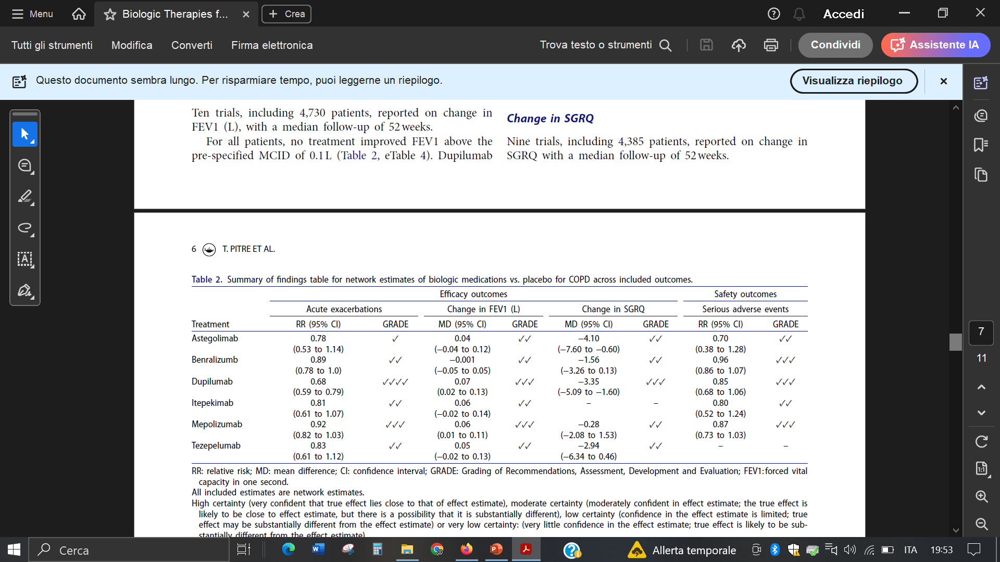 Menu
Biologic Therapies f...
Crea
Accedi
Tutti gli strumenti Modifica Converti Firma elettronica
Trova testo o strumenti
Condividi
Assistente IA
Questo documento sembra lungo. Per risparmiare tempo, puoi leggerne un riepilogo.
Visualizza riepilogo
Ten trials, including 4,730 patients, reported on change in
FEV1 (L), with a median follow-up of 52 weeks.
For all patients, no treatment improved FEV1 above the
pre-specified MCID of 0.1 L (Table 2, eTable 4). Dupilumab
Change in SGRQ
Nine trials, including 4,385 patients, reported on change in
SGRQ with a median follow-up of 52 weeks.
6 T. PITRE ET AL.
Table 2. Summary of findings table for network estimates of biologic medications vs. placebo for COPD across included outcomes.
Efficacy outcomes Safety outcomes
Acute exacerbations Change in FEV1 (L) Change in SGRQ Serious adverse events
Treatment RR (95% CI) GRADE MD (95% CI) GRADE MD (95% CI) GRADE RR (95% CI) GRADE
Astegolimab 0.78 ✓ 0.04 ✓✓ −4.10 ✓✓ 0.70 ✓✓
(0.53 to 1.14) (−0.04 to 0.12) (−7.60 to −0.60) (0.38 to 1.28)
Benralizumb 0.89 ✓✓ −0.001 ✓✓ −1.56 ✓✓ 0.96 ✓✓✓
(0.78 to 1.0) (−0.05 to 0.05) (−3.26 to 0.13) (0.86 to 1.07)
Dupilumab 0.68 ✓✓✓✓ 0.07 ✓✓✓ −3.35 ✓✓✓ 0.85 ✓✓✓
(0.59 to 0.79) (0.02 to 0.13) (−5.09 to −1.60) (0.68 to 1.06)
Itepekimab 0.81 ✓✓ 0.06 ✓✓ – – 0.80 ✓✓
(0.61 to 1.07) (−0.02 to 0.14) (0.52 to 1.24)
Mepolizumab 0.92 ✓✓✓ 0.06 ✓✓✓ −0.28 ✓✓ 0.87 ✓✓✓
(0.82 to 1.03) (0.01 to 0.11) (−2.08 to 1.53) (0.73 to 1.03)
Tezepelumab 0.83 ✓✓ 0.05 ✓✓ −2.94 ✓✓ – –
(0.61 to 1.12) (−0.02 to 0.13) (−6.34 to 0.46)
RR: relative risk; MD: mean difference; CI: confidence interval; GRADE: Grading of Recommendations, Assessment, Development and Evaluation; FEV1:forced vital
capacity in one second.
All included estimates are network estimates.
High certainty (very confident that true effect lies close to that of effect estimate), moderate certainty (moderately confident in effect estimate; the true effect is
likely to be close to effect estimate, but there is a possibility that it is substantially different), low certainty (confidence in the effect estimate is limited; true
effect may be substantially different from the effect estimate) or very low certainty: (very little confidence in the effect estimate; true effect is likely to be sub-
stantially different from the effect estimate)
7
11
1:1
Cerca
Allerta temporale
ITA
19:53